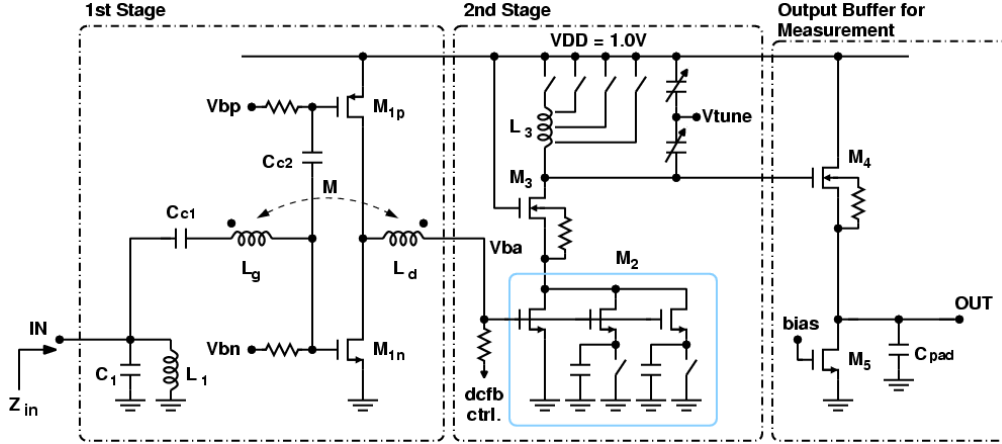 1st Stage
2nd Stage
Output Buffer for
Measurement
VDD = 1.0V
Vbp
M1p
Cc2
L3
Vtune
M
M3
M4
Cc1
Lg
Ld
Vba
M2
IN
Vbn
M1n
C1
L1
Zin
dcfb
ctrl.
bias
M5
OUT
Cpad